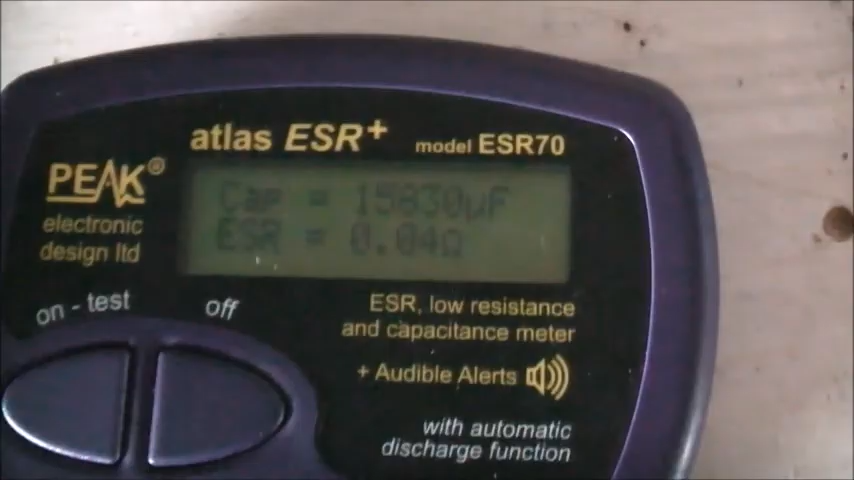 atlas ESR+ model ESR70
PEAK®
electronic
design ltd
Cap = 15830µF
ESR = 0.04Ω
on - test
off
ESR, low resistance
and capacitance meter
+ Audible Alerts
with automatic
discharge function